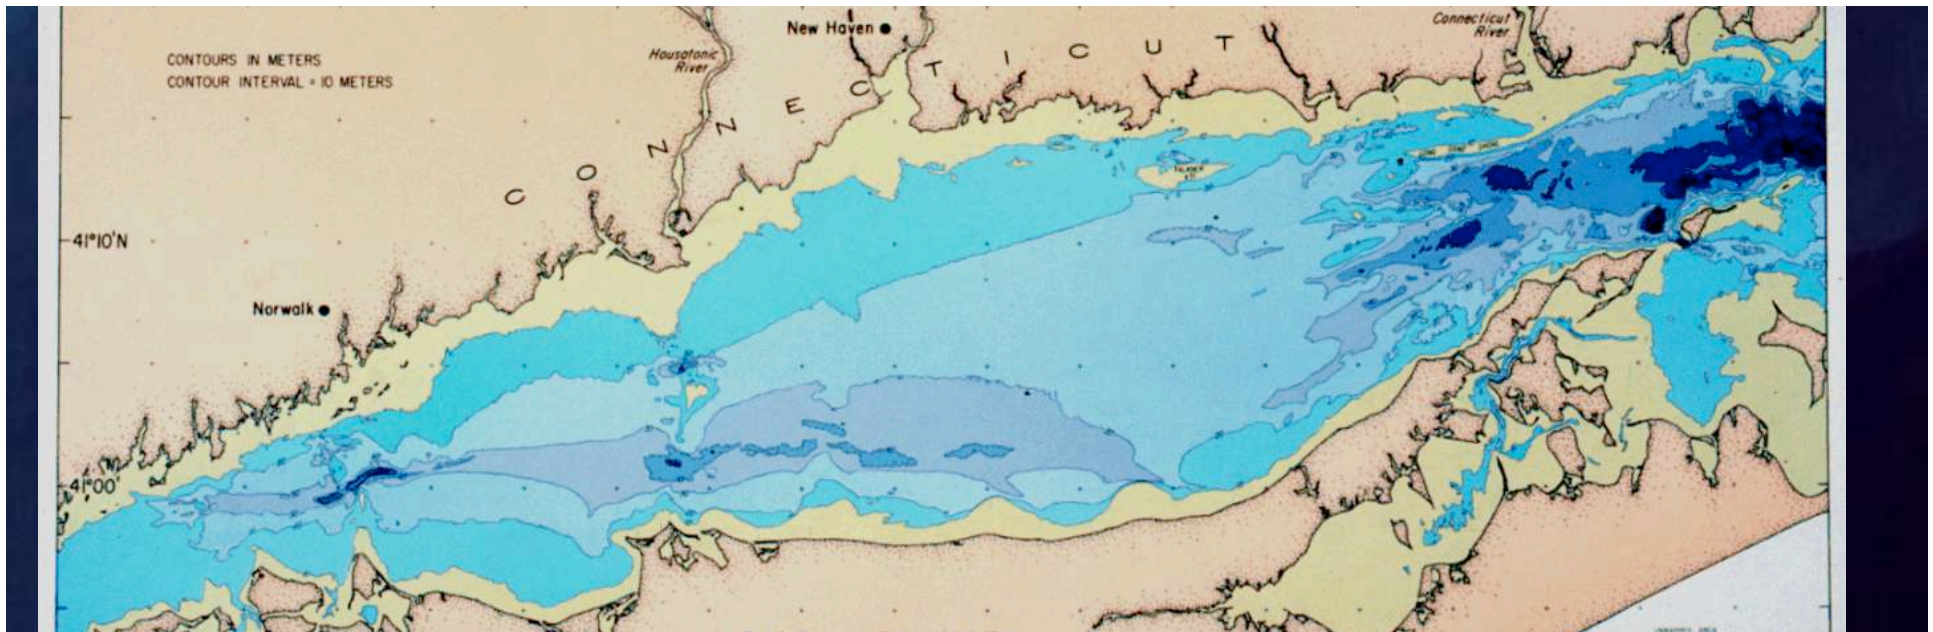 New Haven
Connecticut
River
CONTOURS IN METERS
CONTOUR INTERVAL = 10 METERS
Housatonic
River
CONNECTICUT
41°10'N
Norwalk
41°00'